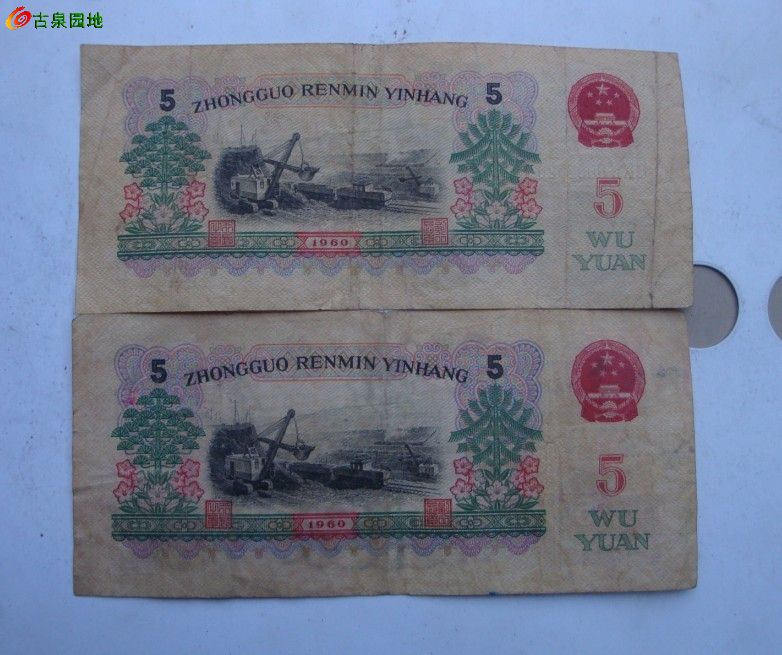 古泉园地
5 ZHONGGUO RENMIN YINHANG 5
5
WU
YUAN
1960
5 ZHONGGUO RENMIN YINHANG 5
5
WU
YUAN
1960